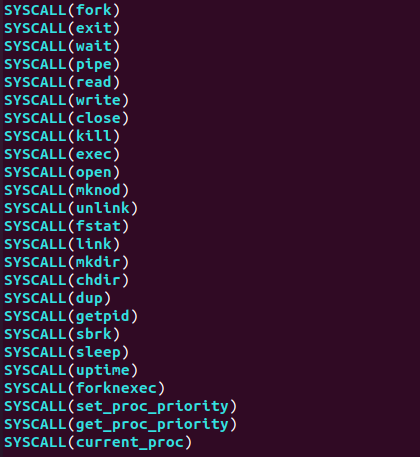 SYSCALL(fork)
SYSCALL(exit)
SYSCALL(wait)
SYSCALL(pipe)
SYSCALL(read)
SYSCALL(write)
SYSCALL(close)
SYSCALL(kill)
SYSCALL(exec)
SYSCALL(open)
SYSCALL(mknod)
SYSCALL(unlink)
SYSCALL(fstat)
SYSCALL(link)
SYSCALL(mkdir)
SYSCALL(chdir)
SYSCALL(dup)
SYSCALL(getpid)
SYSCALL(sbrk)
SYSCALL(sleep)
SYSCALL(uptime)
SYSCALL(forknexec)
SYSCALL(set_proc_priority)
SYSCALL(get_proc_priority)
SYSCALL(current_proc)